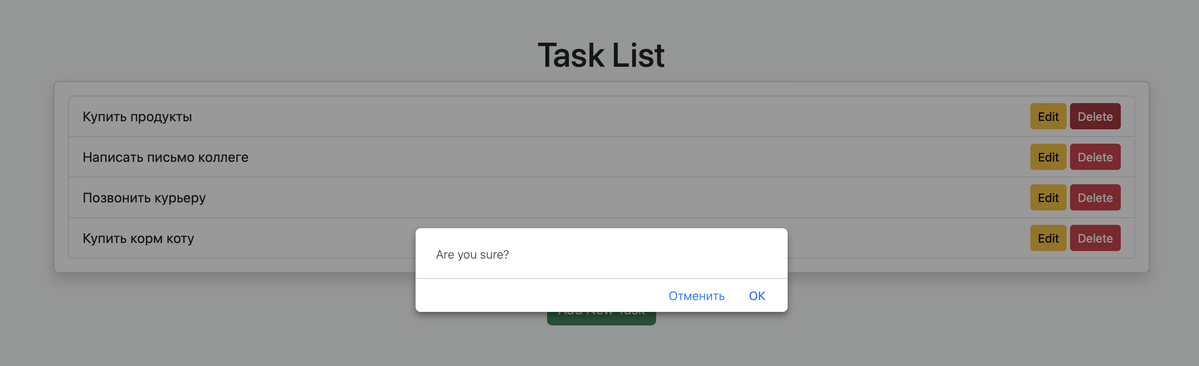 Task List
Купить продукты Edit Delete
Написать письмо коллеге Edit Delete
Позвонить курьеру Edit Delete
Купить корм коту Edit Delete
Are you sure?
Отменить OK
Add New Task